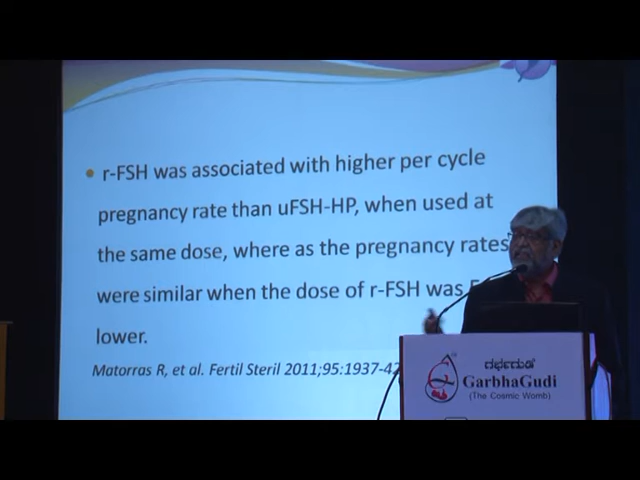 • r-FSH was associated with higher per cycle
pregnancy rate than uFSH-HP, when used at
the same dose, where as the pregnancy rates
were similar when the dose of r-FSH was
lower.
Matorras R, et al. Fertil Steril 2011;95:1937-42
ಗರ್ಭಗುಡಿ
GarbhaGudi
(The Cosmic Womb)